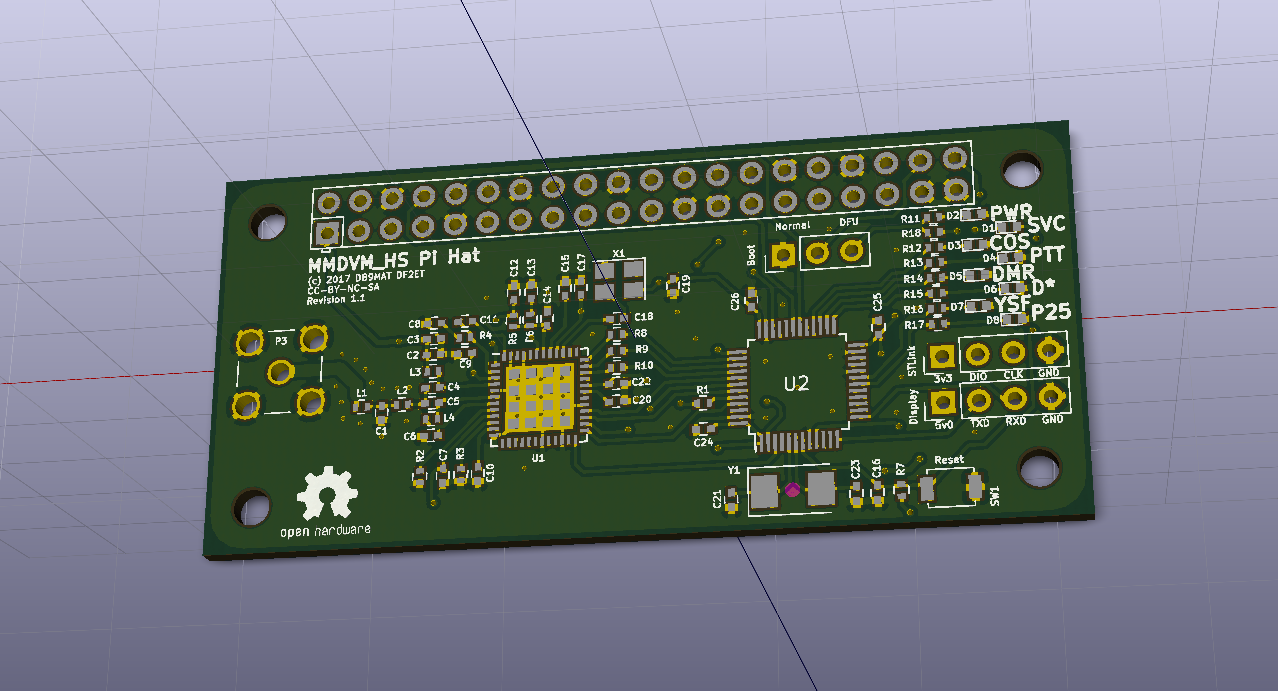 MMDVM_HS Pi Hat
(c) 2017 DB9MAT DF2ET
CC-BY-NC-SA
Revision 1.1
Normal DFU
Boot
X1
C12
C13
C14
C15
C17
C19
C26
C25
R11
R18
R12
R13
R14
R15
R17
D2 PWR
D1 SVC
D3 COS
D4 PTT
D5 DMR
D6 D*
D7 YSF
D8 P25
STLink
3v3 DIO CLK GND
Display
5v0 TXD RXD GND
P3
C8
C3
C2
L3
C4
C5
L4
C6
R4
C9
R5
C18
R8
R9
R10
C22
C20
L1
C1
L2
R1
C24
U1
U2
R2
C7
R3
C10
Y1
C21
C23
C16
R7
Reset
SW1
open hardware